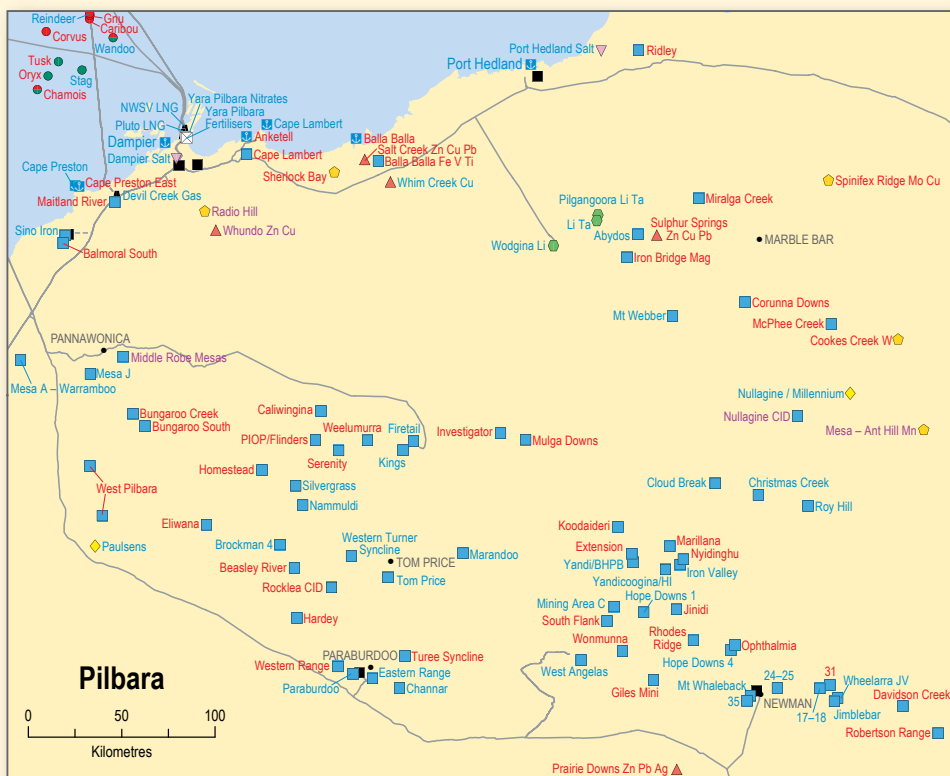 Reindeer
Gnu
Caribou
Corvus
Wandoo
Tusk
Oryx
Stag
Chamois
Port Hedland Salt
Ridley
Port Hedland
NWSV LNG
Yara Pilbara Nitrates
Yara Pilbara
Fertilisers
Pluto LNG
Cape Lambert
Dampier
Anketell
Balla Balla
Salt Creek Zn Cu Pb
Dampier Salt
Cape Lambert
Balla Balla Fe V Ti
Cape Preston
Sherlock Bay
Whim Creek Cu
Spinifex Ridge Mo Cu
Cape Preston East
Devil Creek Gas
Maitland River
Radio Hill
Pilgangoora Li Ta
Miralga Creek
Li Ta
Sulphur Springs
Zn Cu Pb
Whundo Zn Cu
Sino Iron
Abydos
MARBLE BAR
Wodgina Li
Balmoral South
Iron Bridge Mag
Corunna Downs
Mt Webber
McPhee Creek
Cookes Creek W
PANNAWONICA
Middle Robe Mesas
Mesa J
Mesa A – Warramboo
Nullagine / Millennium
Caliwingina
Bungaroo Creek
Nullagine CID
Bungaroo South
Weelumurra
Firetail
Investigator
Mesa – Ant Hill Mn
PIOP/Flinders
Mulga Downs
Serenity
Kings
Homestead
Silvergrass
Cloud Break
Christmas Creek
West Pilbara
Nammuldi
Roy Hill
Eliwana
Koodaideri
Paulsens
Brockman 4
Western Turner
Syncline
Marandoo
Extension
Marillana
Nyidinghu
TOM PRICE
Yandi/BHPB
Iron Valley
Beasley River
Tom Price
Yandicoogina/HI
Rocklea CID
Hope Downs 1
Mining Area C
Jinidi
Hardey
South Flank
Rhodes
Ridge
Wonmunna
Ophthalmia
PARABURDOO
Turee Syncline
Hope Downs 4
Western Range
Eastern Range
West Angelas
Paraburdoo
Channar
Giles Mini
Mt Whaleback
24–25
31
Wheelarra JV
Davidson Creek
35
NEWMAN
17–18
Jimblebar
Robertson Range
Prairie Downs Zn Pb Ag
Pilbara
0 50 100
Kilometres